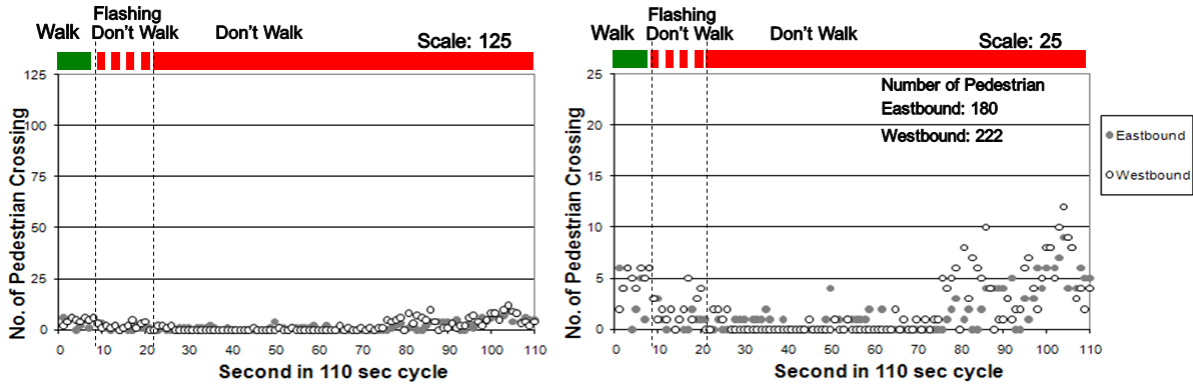 Flashing
Walk Don't Walk Don't Walk
Scale: 125
125
100
75
50
25
0
0 10 20 30 40 50 60 70 80 90 100 110
No. of Pedestrian Crossing
Second in 110 sec cycle
Flashing
Walk Don't Walk Don't Walk
Scale: 25
25
20
15
10
5
0
0 10 20 30 40 50 60 70 80 90 100 110
No. of Pedestrian Crossing
Second in 110 sec cycle
Number of Pedestrian
Eastbound: 180
Westbound: 222
Eastbound
Westbound